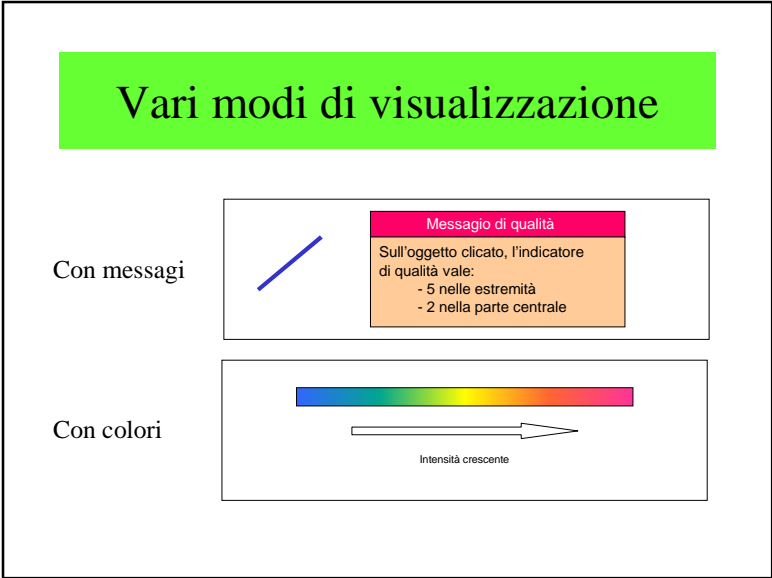 Vari modi di visualizzazione
Con messagi
Messagio di qualità
Sull'oggetto clicato, l'indicatore
di qualità vale:
- 5 nelle estremità
- 2 nella parte centrale
Con colori
Intensità crescente